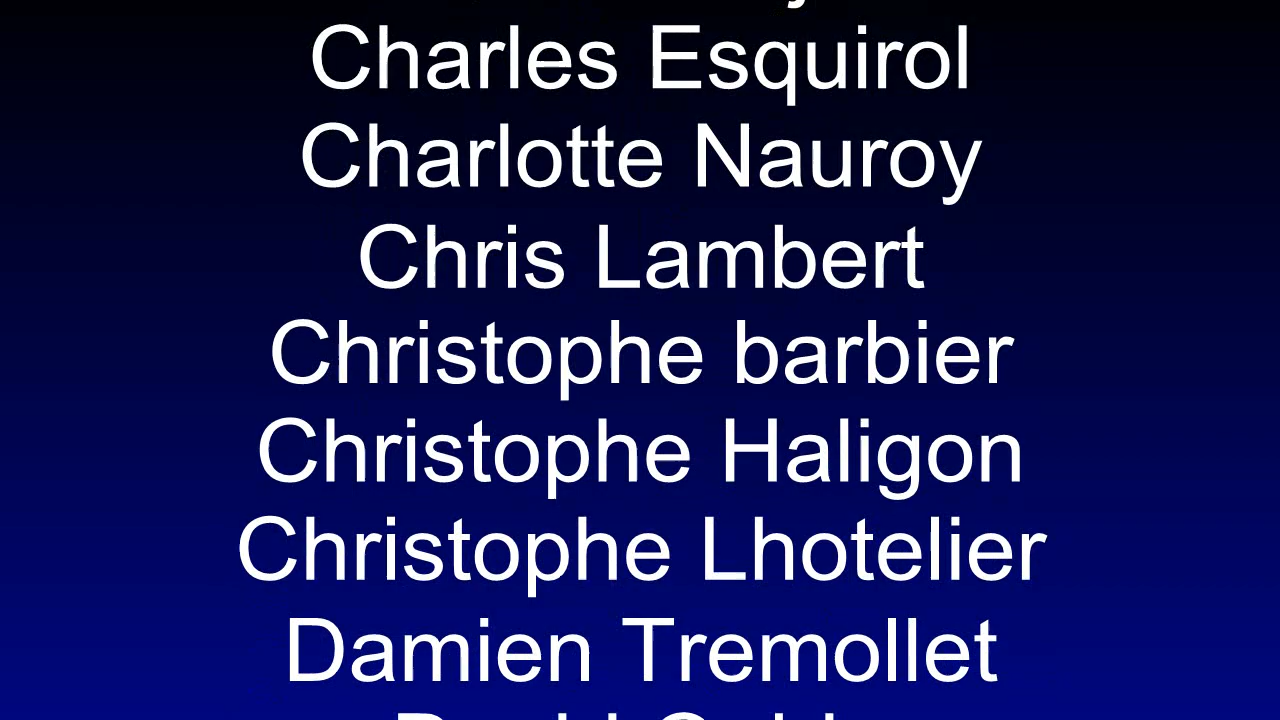 Charles Esquirol
Charlotte Nauroy
Chris Lambert
Christophe barbier
Christophe Haligon
Christophe Lhotelier
Damien Tremollet